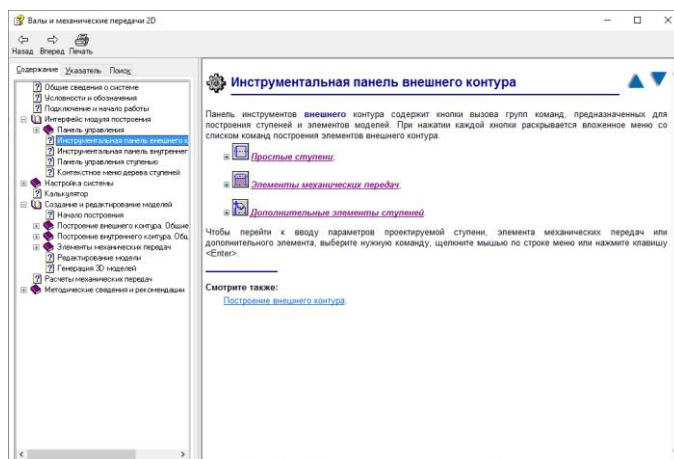 Валы и механические передачи 2D
Назад Вперед Печать
Содержание Указатель Поиск
Общие сведения о системе
Условности и обозначения
Подключение и начало работы
Интерфейс модуля построения
Панель управления
Инструментальная панель внешнего к
Инструментальная панель внутреннег
Панель управления ступенью
Контекстное меню дерева ступеней
Настройка системы
Калькулятор
Создание и редактирование моделей
Начало построения
Построение внешнего контура. Общие
Построение внутреннего контура. Общ
Элементы механических передач
Редактирование модели
Генерация 3D моделей
Расчеты механических передач
Методические сведения и рекомендации
Инструментальная панель внешнего контура
Панель инструментов внешнего контура содержит кнопки вызова групп команд, предназначенных для
построения ступеней и элементов моделей. При нажатии каждой кнопки раскрывается вложенное меню со
списком команд построения элементов внешнего контура.
Простые ступени;
Элементы механических передач;
Дополнительные элементы ступеней.
Чтобы перейти к вводу параметров проектируемой ступени, элемента механических передач или
дополнительного элемента, выберите нужную команду, щелкните мышью по строке меню или нажмите клавишу
<Enter>.
Смотрите также:
Построение внешнего контура.